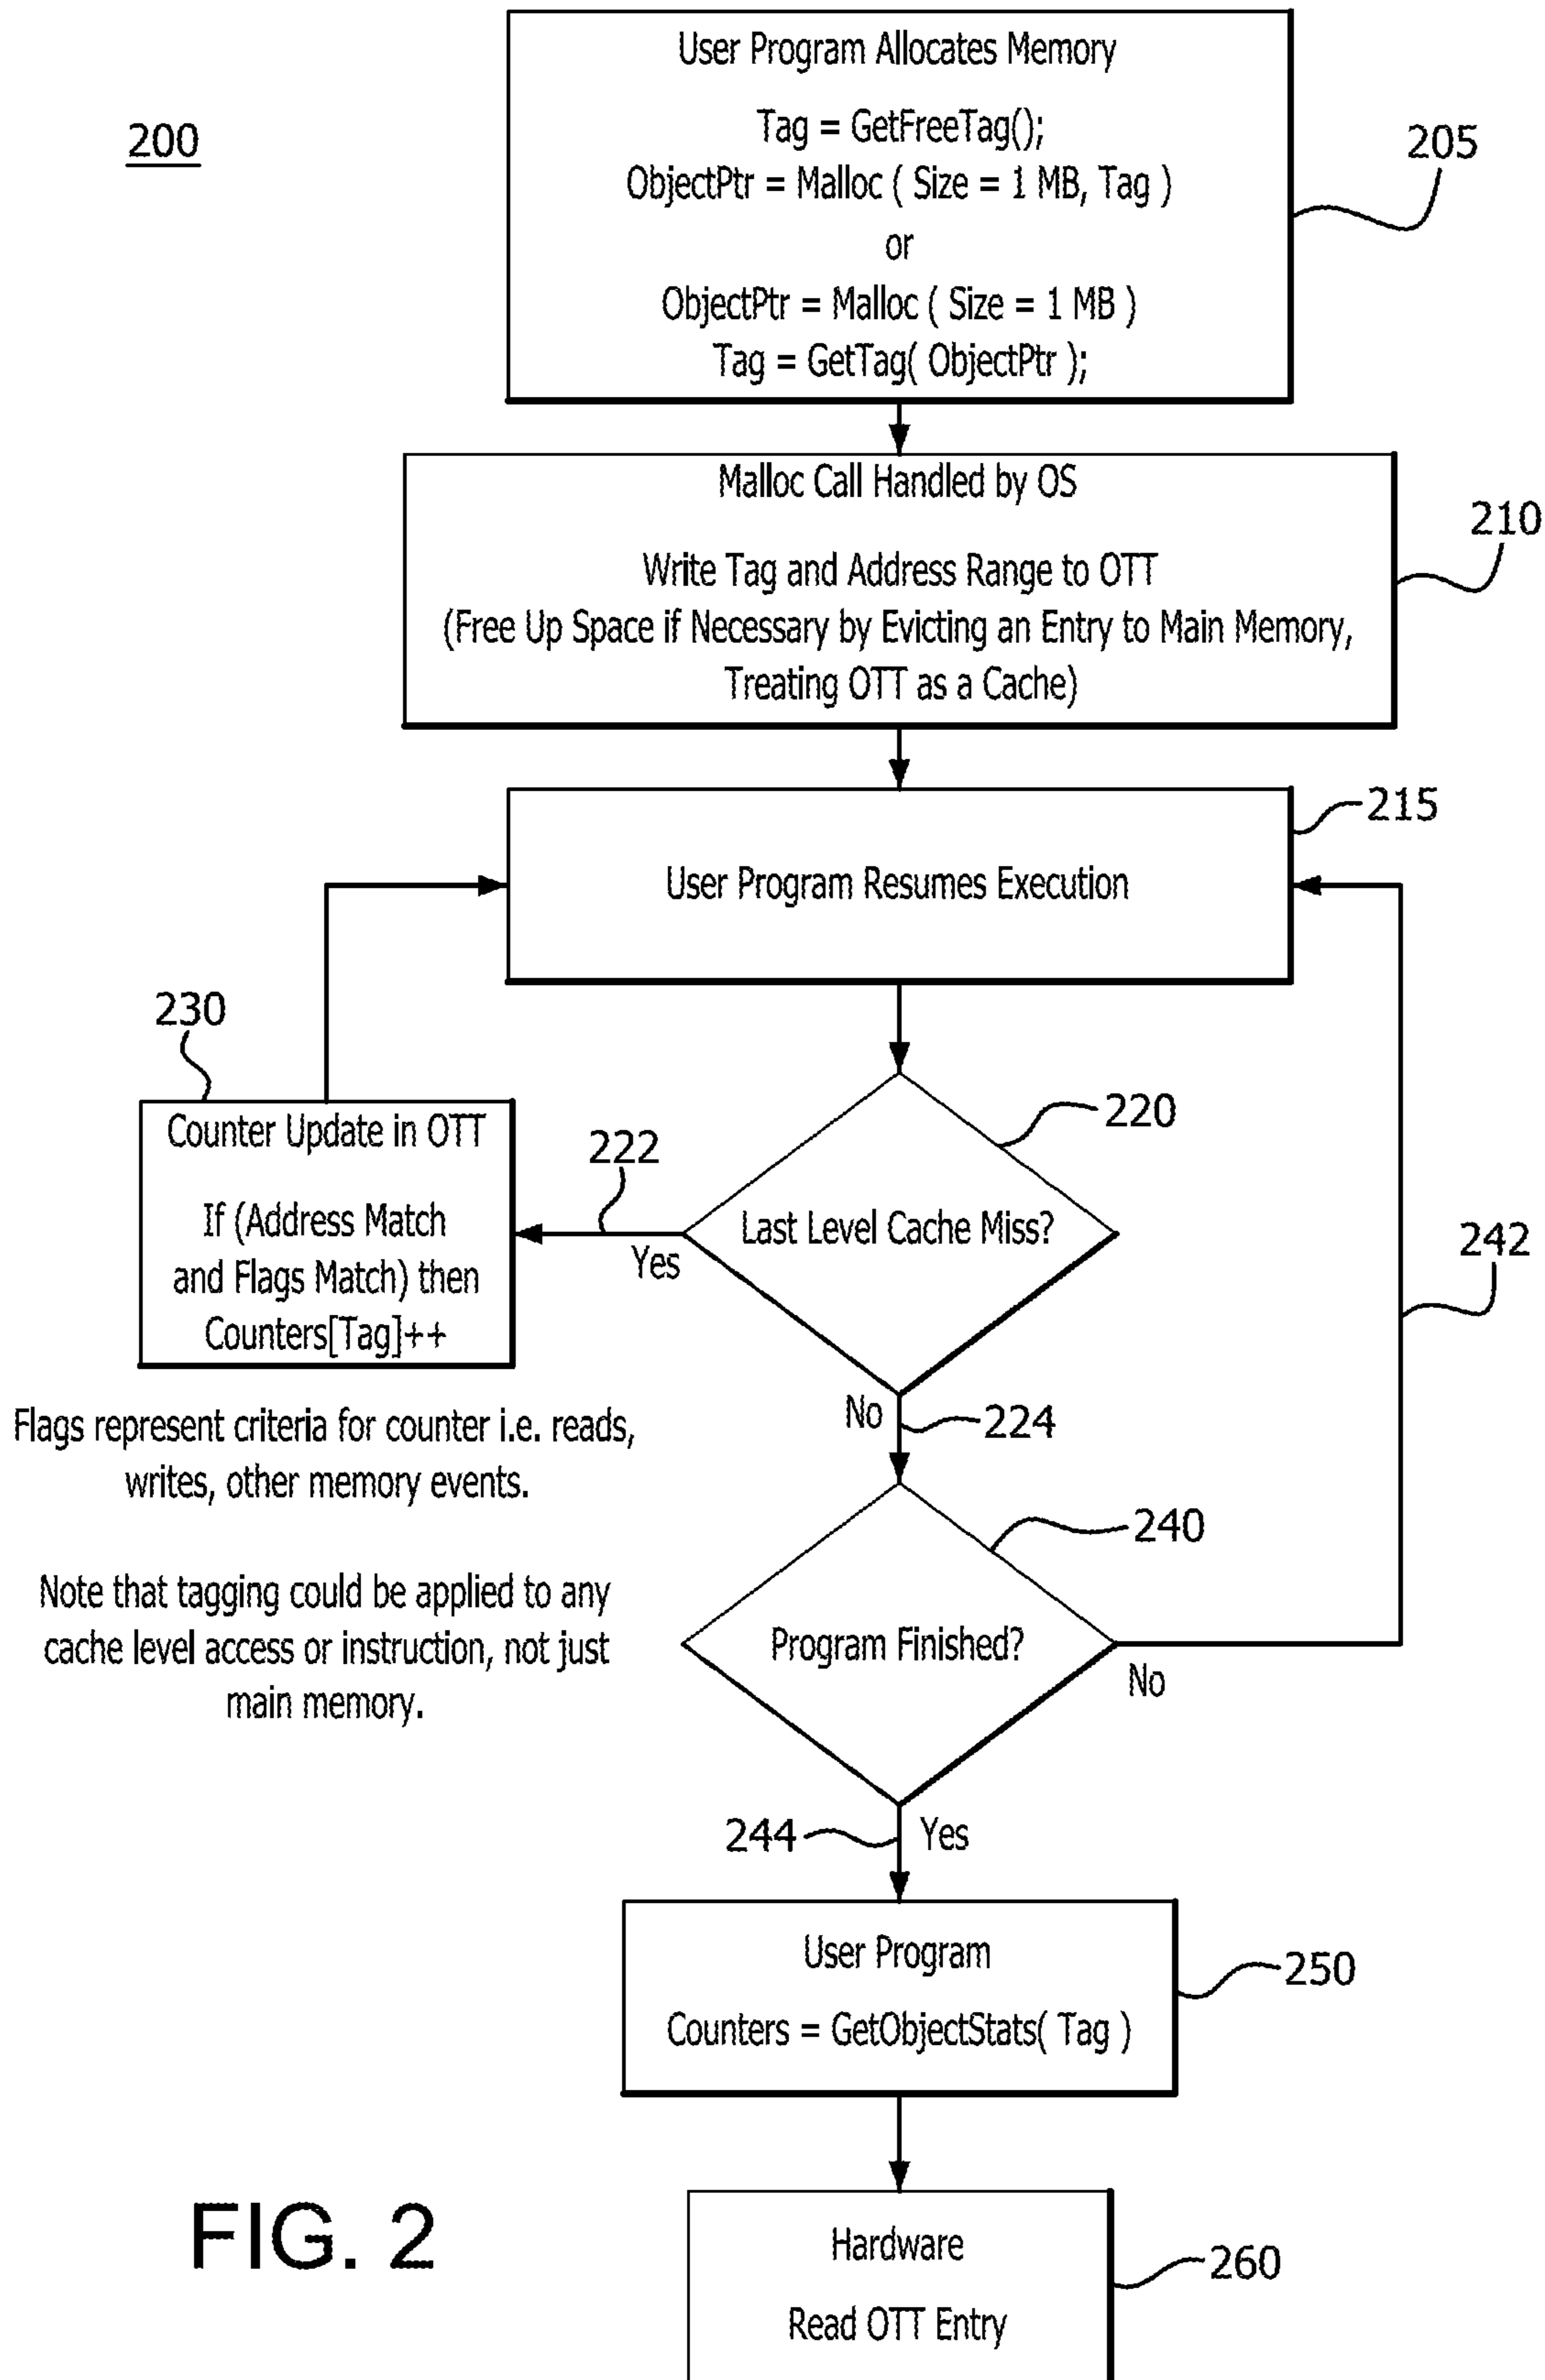 200
User Program Allocates Memory
Tag = GetFreeTag();
ObjectPtr = Malloc ( Size = 1 MB, Tag )
or
ObjectPtr = Malloc ( Size = 1 MB )
Tag = GetTag( ObjectPtr );
205
Malloc Call Handled by OS
Write Tag and Address Range to OTT
(Free Up Space if Necessary by Evicting an Entry to Main Memory,
Treating OTT as a Cache)
210
User Program Resumes Execution
215
230
Counter Update in OTT
If (Address Match
and Flags Match) then
Counters[Tag]++
222
Yes
Last Level Cache Miss?
220
242
Flags represent criteria for counter i.e. reads,
writes, other memory events.
No
224
Note that tagging could be applied to any
cache level access or instruction, not just
main memory.
Program Finished?
240
No
244
Yes
User Program
Counters = GetObjectStats( Tag )
250
Hardware
Read OTT Entry
260
FIG. 2